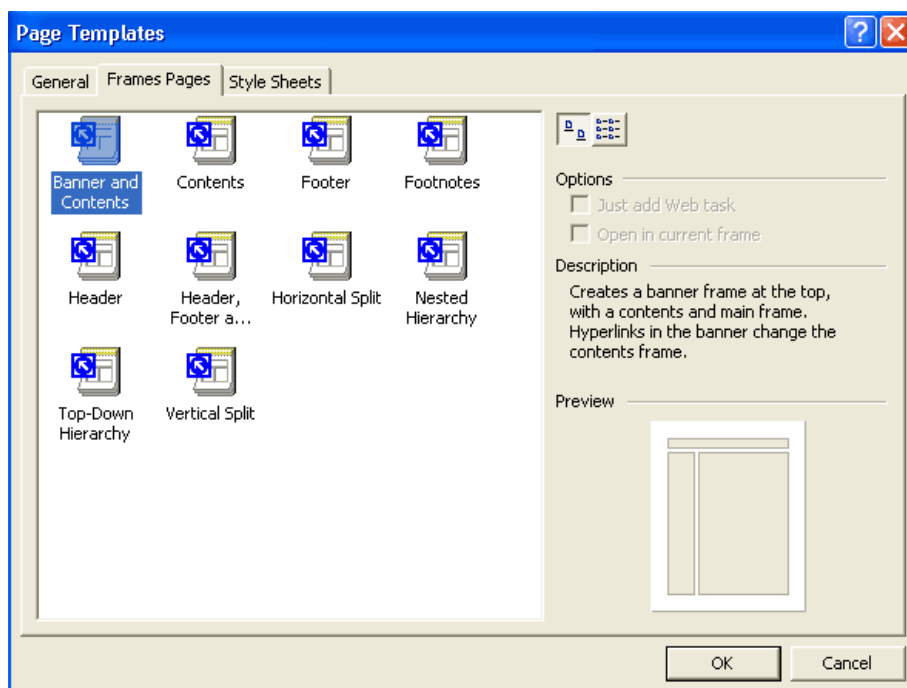 Page Templates
General
Frames Pages
Style Sheets
Banner and
Contents
Contents
Footer
Footnotes
Header
Header,
Footer a...
Horizontal Split
Nested
Hierarchy
Top-Down
Hierarchy
Vertical Split
Options
Just add Web task
Open in current frame
Description
Creates a banner frame at the top,
with a contents and main frame.
Hyperlinks in the banner change the
contents frame.
Preview
OK
Cancel